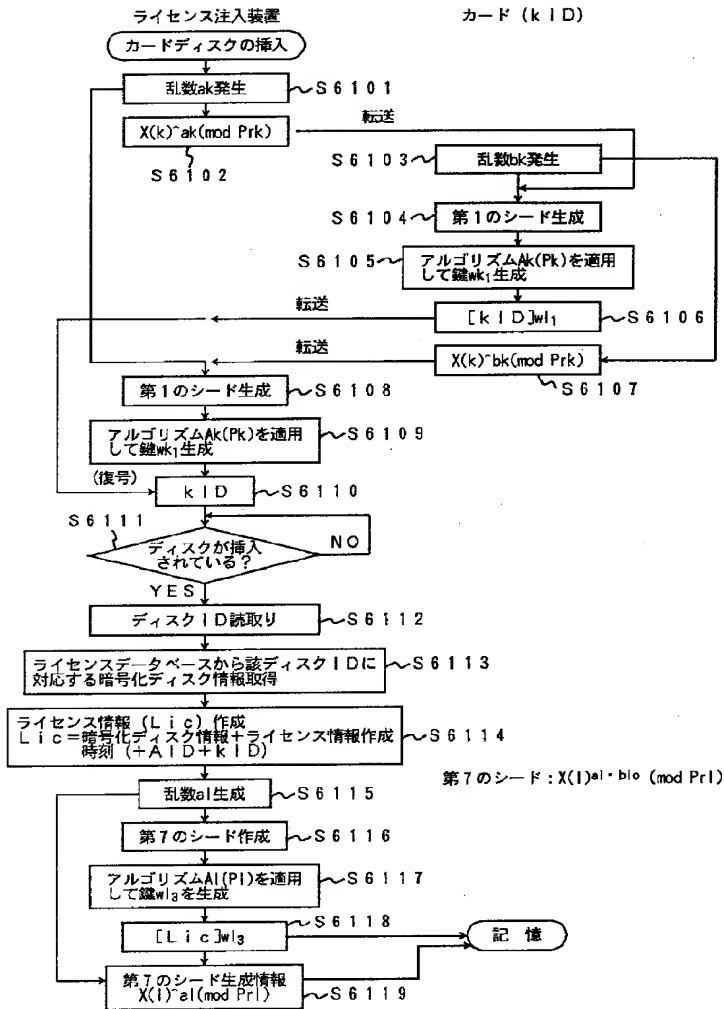 ライセンス注入装置
カード (kID)
カードディスクの挿入
乱数ak発生
S6101
X(k)^ak(mod Prk)
S6102
転送
S6103
乱数bk発生
S6104
第1のシード生成
S6105
アルゴリズムAk(Pk)を適用
して鍵wk₁生成
転送
[kID]wl₁
S6106
転送
X(k)^bk(mod Prk)
S6107
第1のシード生成
S6108
アルゴリズムAk(Pk)を適用
して鍵wk₁生成
S6109
(復号)
kID
S6110
S6111
ディスクが挿入
されている?
NO
YES
ディスクID読取り
S6112
ライセンスデータベースから該ディスクIDに
対応する暗号化ディスク情報取得
S6113
ライセンス情報 (Lic) 作成
Lic=暗号化ディスク情報+ライセンス情報作成
時刻 (+AID+kID)
S6114
第7のシード:X(l)^al・blo (mod Prl)
乱数al生成
S6115
第7のシード作成
S6116
アルゴリズムAl(Pl)を適用
して鍵wl₃を生成
S6117
[Lic]wl₃
S6118
記憶
第7のシード生成情報
X(l)^al(mod Prl)
S6119